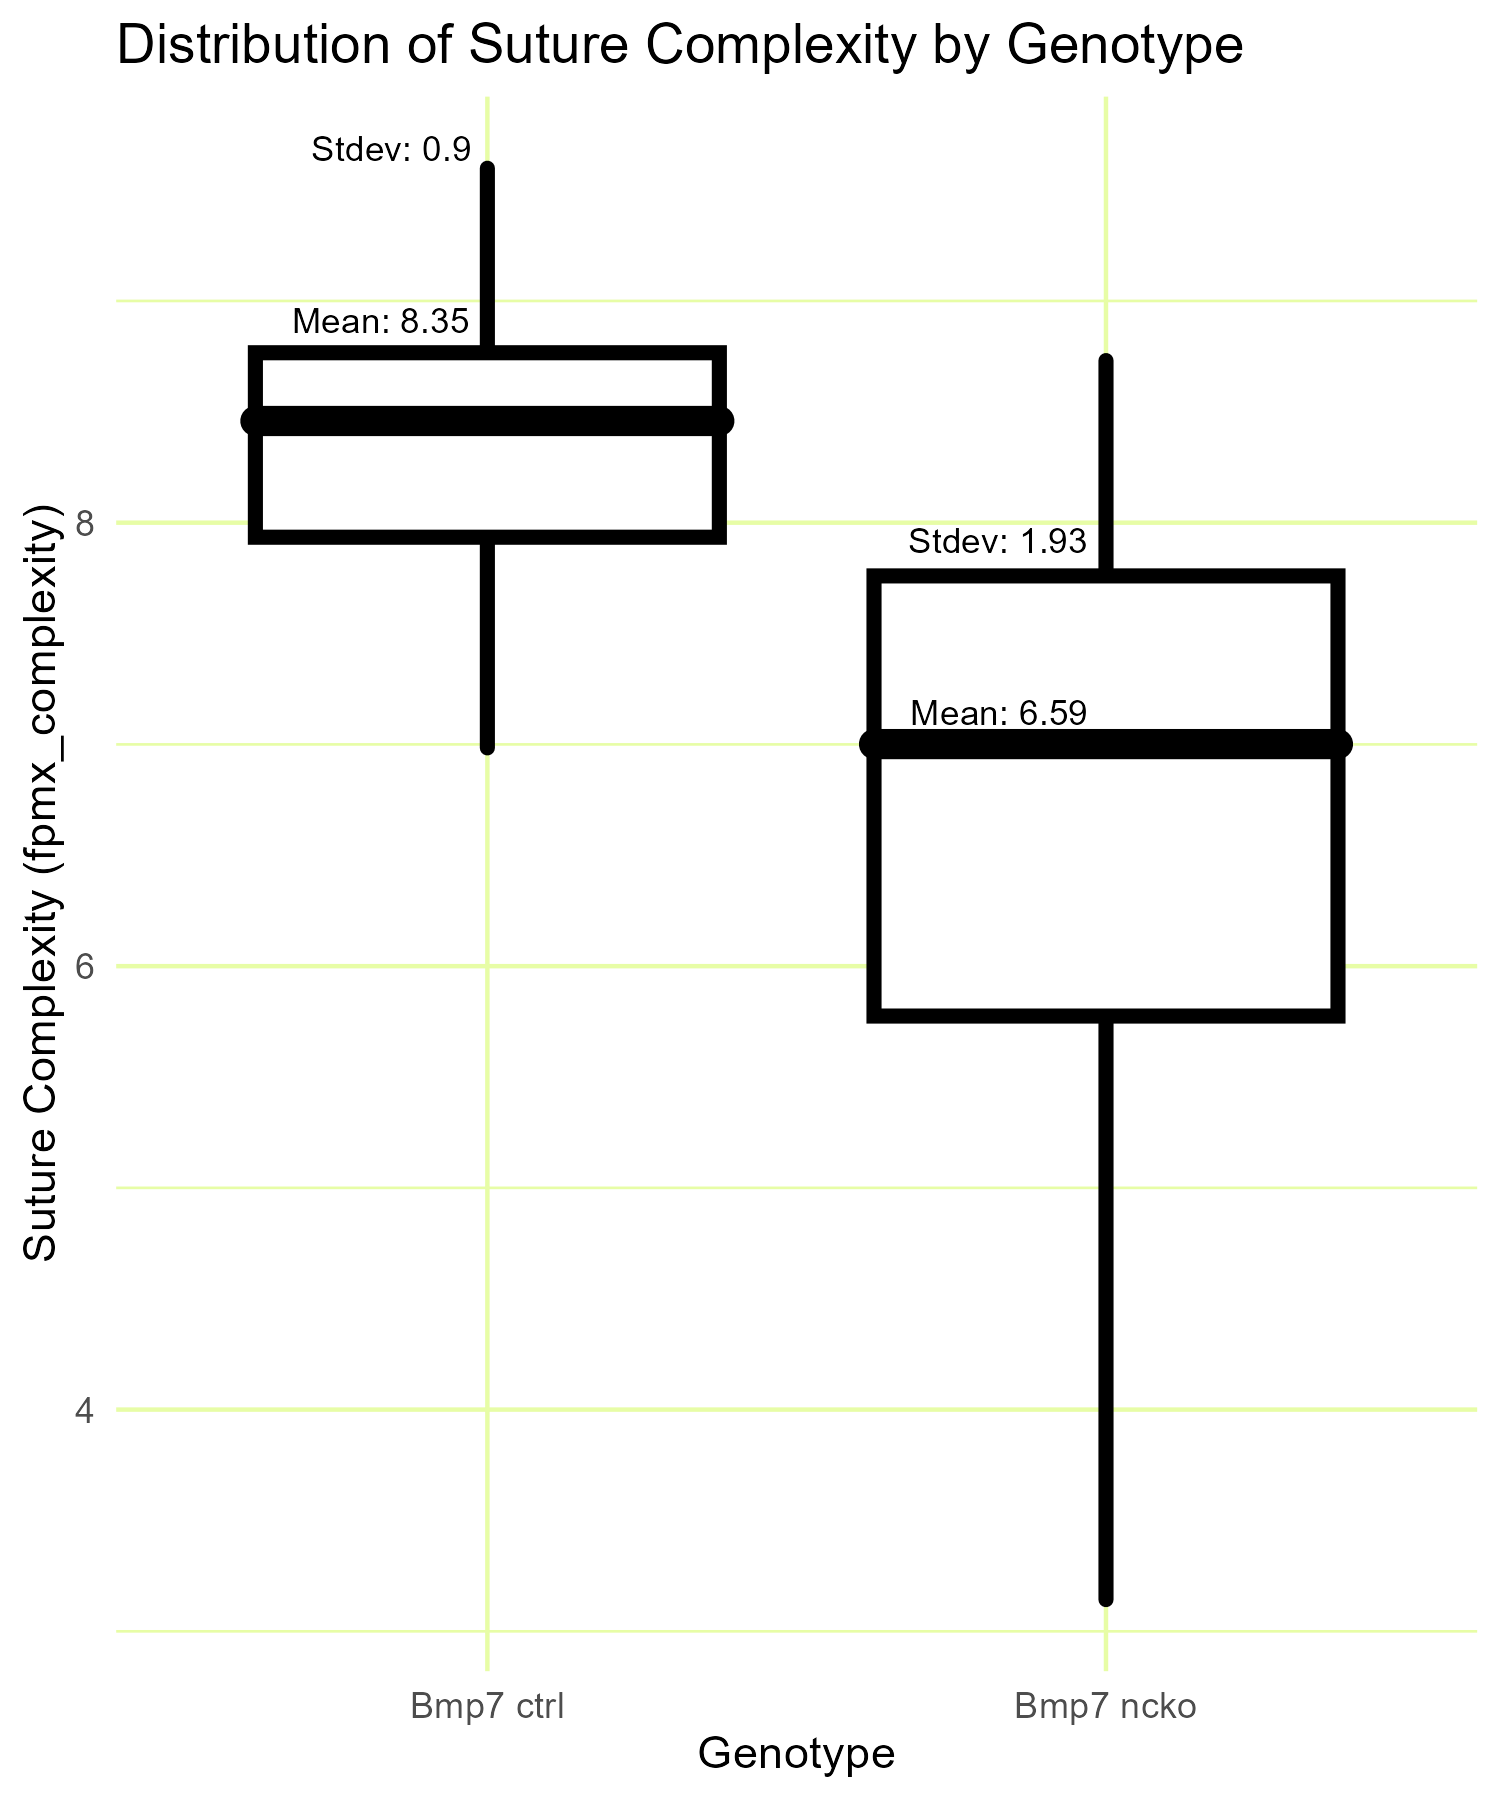 Distribution of Suture Complexity by Genotype
Stdev: 0.9
Mean: 8.35
Stdev: 1.93
Mean: 6.59
Suture Complexity (fpmx_complexity)
8
6
4
Bmp7 ctrl
Bmp7 ncko
Genotype